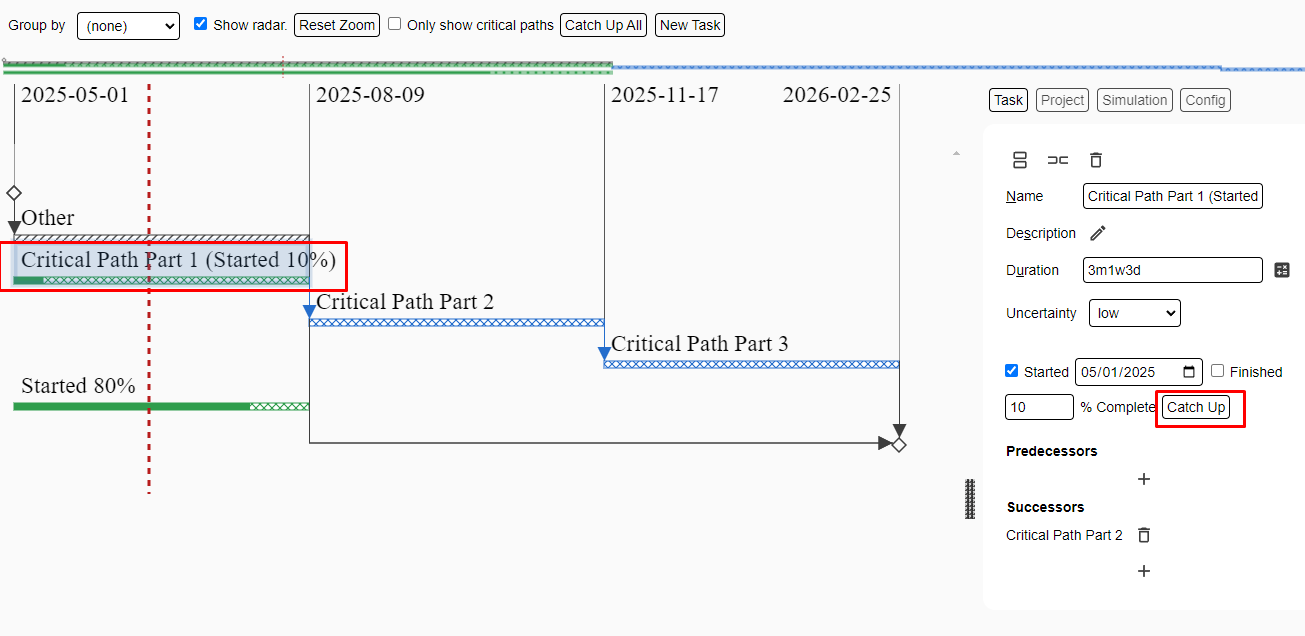 Group by (none) Show radar. Reset Zoom Only show critical paths Catch Up All New Task
2025-05-01 2025-08-09 2025-11-17 2026-02-25
Other
Critical Path Part 1 (Started 10%)
Critical Path Part 2
Critical Path Part 3
Started 80%
Task Project Simulation Config
Name Critical Path Part 1 (Started
Description
Duration 3m1w3d
Uncertainty low
Started 05/01/2025 Finished
10 % Complete Catch Up
Predecessors
+
Successors
Critical Path Part 2
+